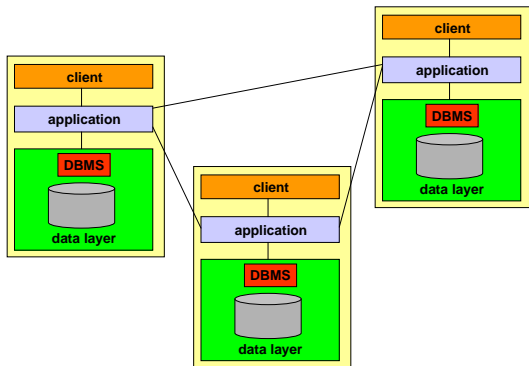 client
application
DBMS
data layer
client
application
DBMS
data layer
client
application
DBMS
data layer